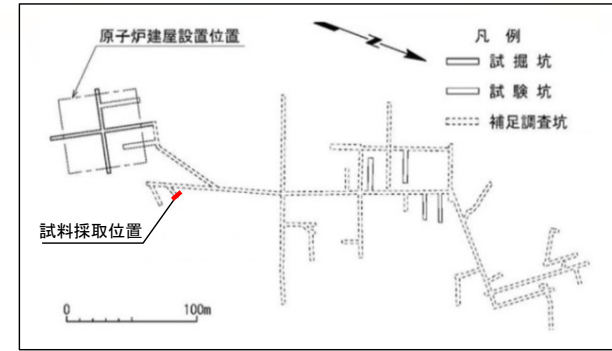 原子炉建屋設置位置
N
凡 例
試 掘 坑
試 験 坑
補足調査坑
試料採取位置
0 100m